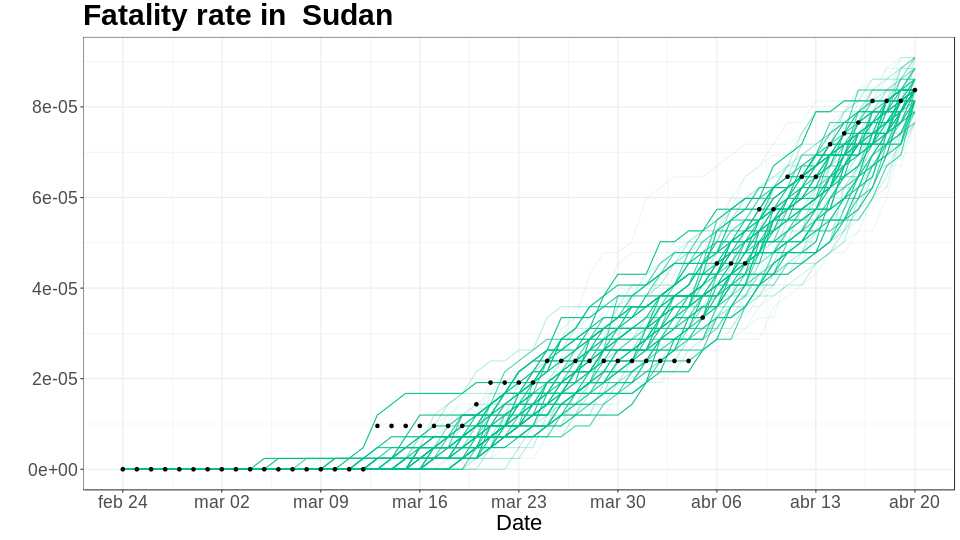 Fatality rate in  Sudan
8e-05
6e-05
4e-05
2e-05
0e+00
feb 24 mar 02 mar 09 mar 16 mar 23 mar 30 abr 06 abr 13 abr 20
Date